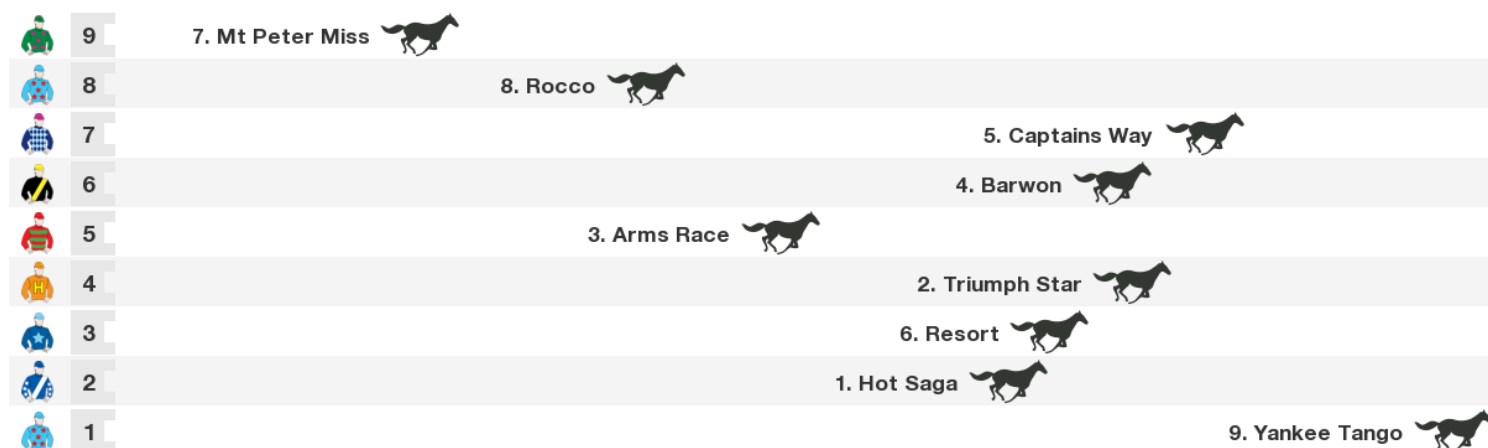 9 7. Mt Peter Miss
8 8. Rocco
7 5. Captains Way
6 4. Barwon
5 3. Arms Race
4 H 2. Triumph Star
3 6. Resort
2 1. Hot Saga
1 9. Yankee Tango